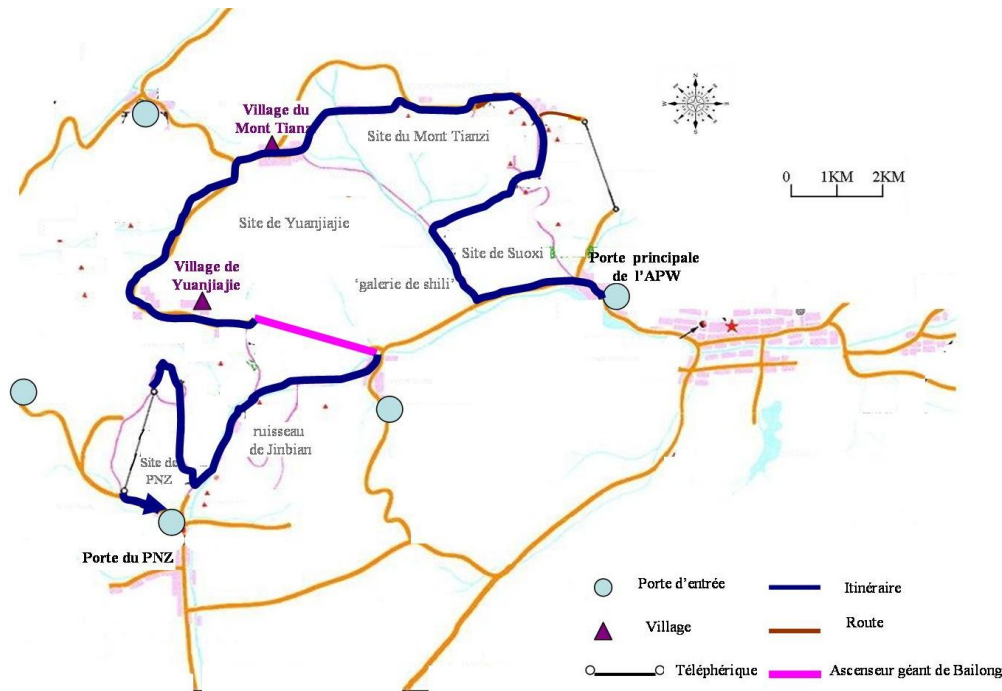 Village du
Mont Tianz
Site du Mont Tianzi
N
W
E
S
0 1KM 2KM
Site de Yuanjiajie
Site de Suoxi
Porte principale
de l'APW
Village de
Yuanjiajie
'galerie de shili'
ruisseau
de Jinbian
Site de
PNZ
Porte du PNZ
Porte d'entrée
Itinéraire
Village
Route
Téléphérique
Ascenseur géant de Bailong